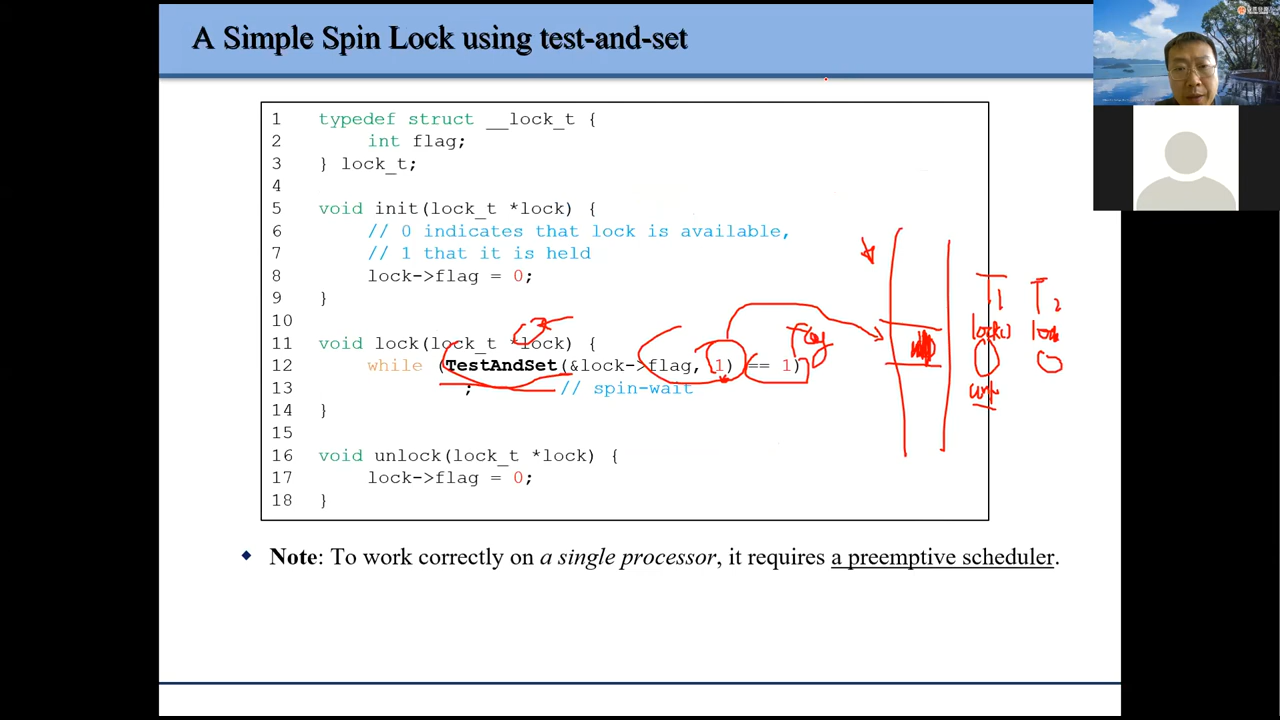 A Simple Spin Lock using test-and-set
1 typedef struct __lock_t {
2 int flag;
3 } lock_t;
4
5 void init(lock_t *lock) {
6 // 0 indicates that lock is available,
7 // 1 that it is held
8 lock->flag = 0;
9 }
10
11 void lock(lock_t *lock) {
12 while (TestAndSet(&lock->flag, 1) == 1)
13 ; // spin-wait
14 }
15
16 void unlock(lock_t *lock) {
17 lock->flag = 0;
18 }
T1 T2
lock()
◆ Note: To work correctly on a single processor, it requires a preemptive scheduler.